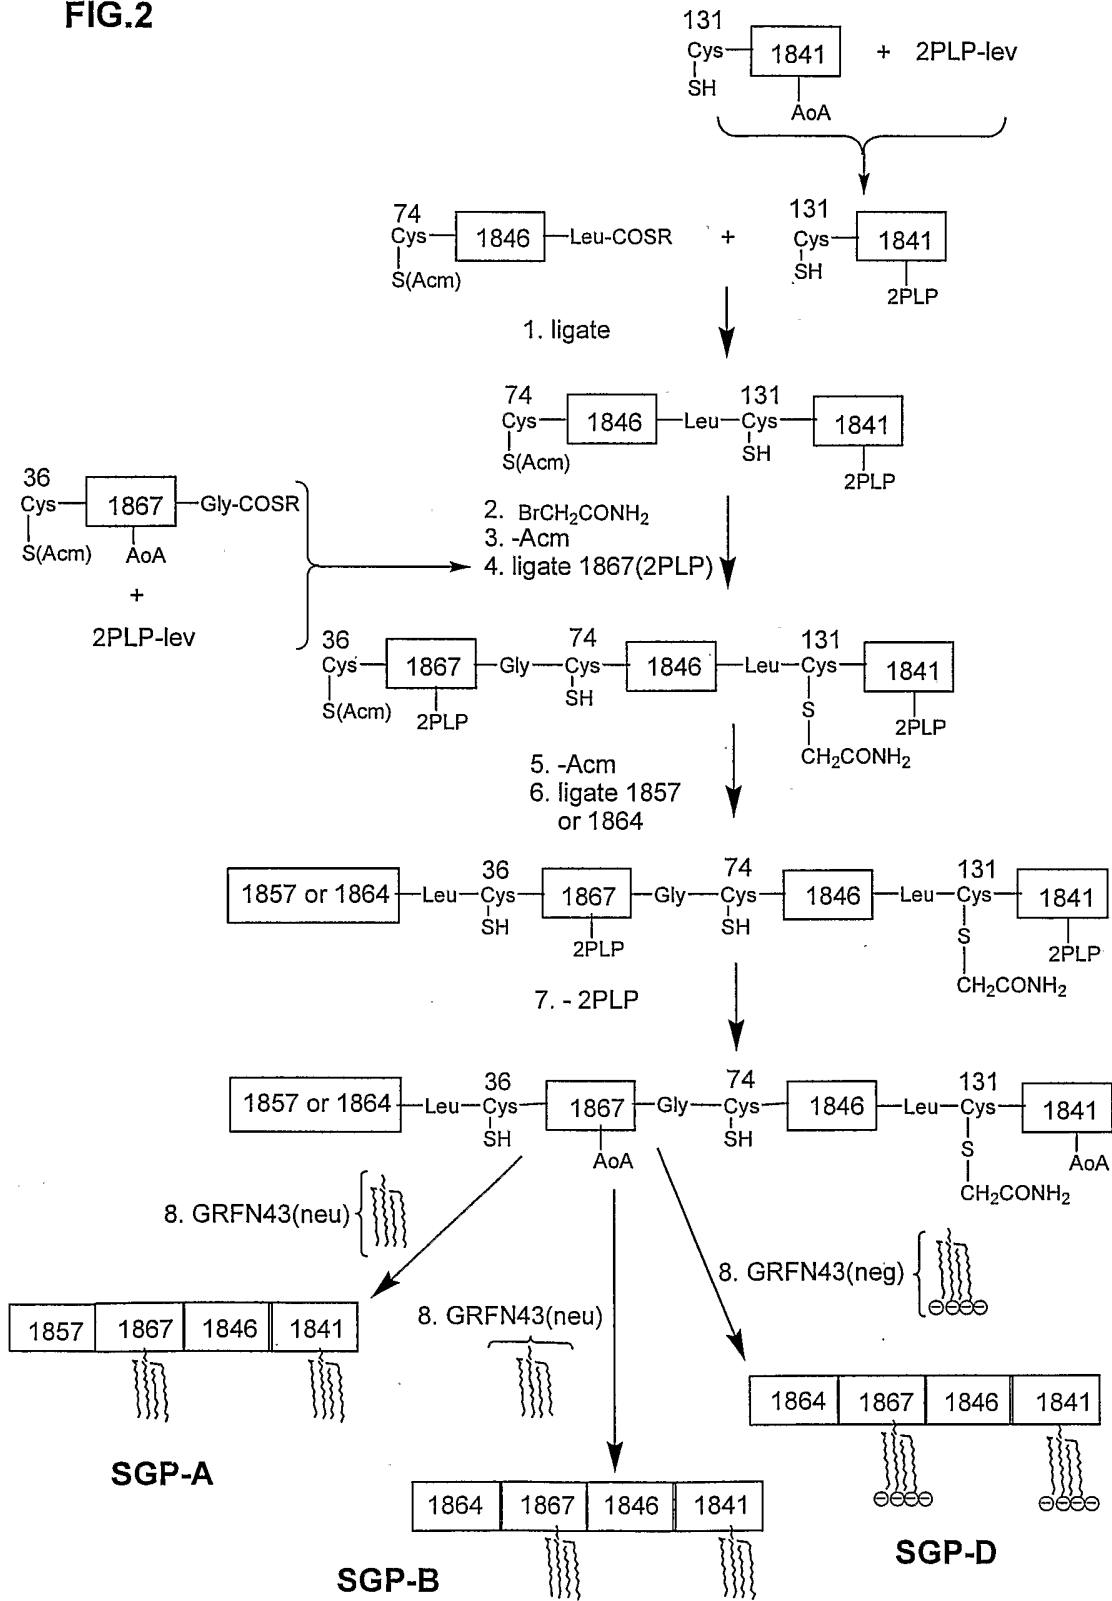 FIG.2
131
Cys
1841
+ 2PLP-lev
SH
AoA
74
Cys
1846
Leu-COSR
+
131
Cys
1841
S(Acm)
SH
2PLP
1. ligate
74
Cys
1846
Leu
131
Cys
1841
S(Acm)
SH
2PLP
36
Cys
1867
Gly-COSR
S(Acm)
AoA
+
2PLP-lev
2. BrCH2CONH2
3. -Acm
4. ligate 1867(2PLP)
36
Cys
1867
Gly
74
Cys
1846
Leu
131
Cys
1841
S(Acm)
2PLP
SH
S
2PLP
CH2CONH2
5. -Acm
6. ligate 1857
or 1864
1857 or 1864
Leu
36
Cys
1867
Gly
74
Cys
1846
Leu
131
Cys
1841
SH
2PLP
SH
S
2PLP
CH2CONH2
7. - 2PLP
1857 or 1864
Leu
36
Cys
1867
Gly
74
Cys
1846
Leu
131
Cys
1841
SH
AoA
SH
S
AoA
CH2CONH2
8. GRFN43(neu)
8. GRFN43(neg)
8. GRFN43(neu)
1857 1867 1846 1841
SGP-A
1864 1867 1846 1841
SGP-D
1864 1867 1846 1841
SGP-B